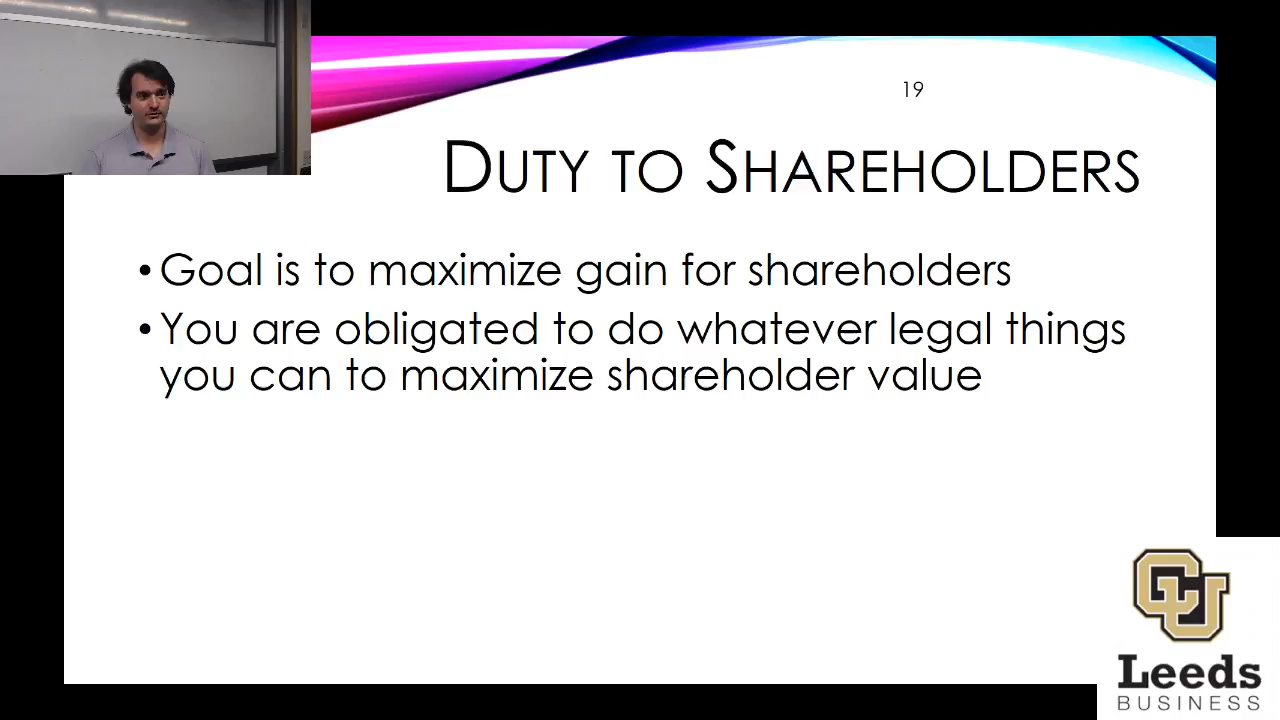 19
DUTY TO SHAREHOLDERS
• Goal is to maximize gain for shareholders
• You are obligated to do whatever legal things
you can to maximize shareholder value
CU
Leeds
BUSINESS